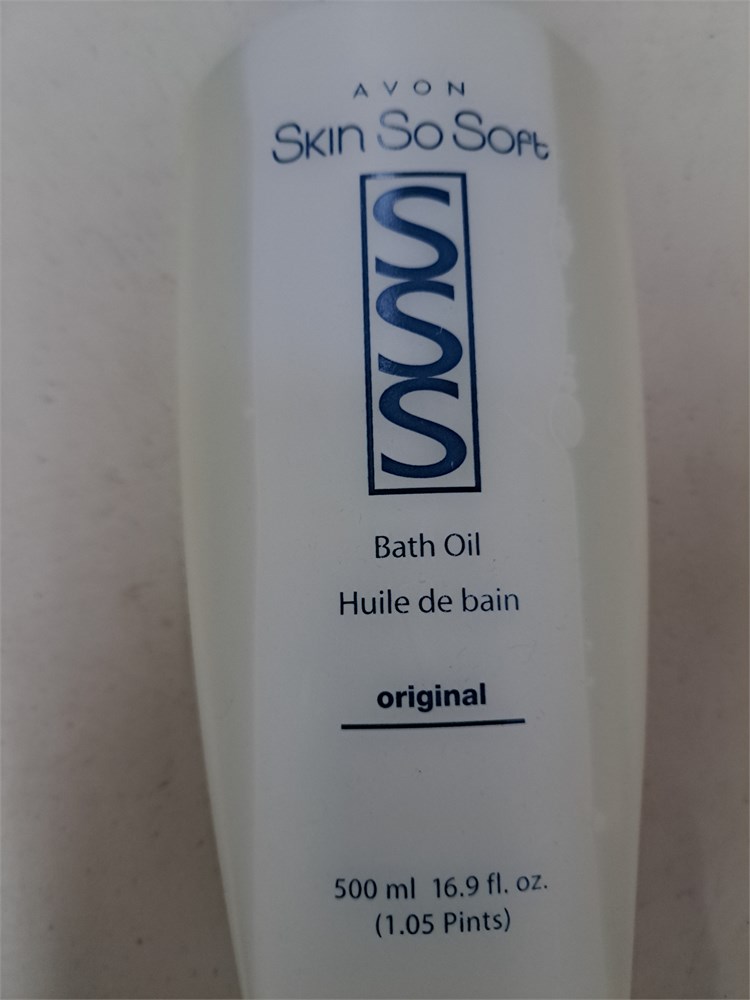 AVON
Skin So Soft
SSS
Bath Oil
Huile de bain
original
500 ml 16.9 fl. oz.
(1.05 Pints)